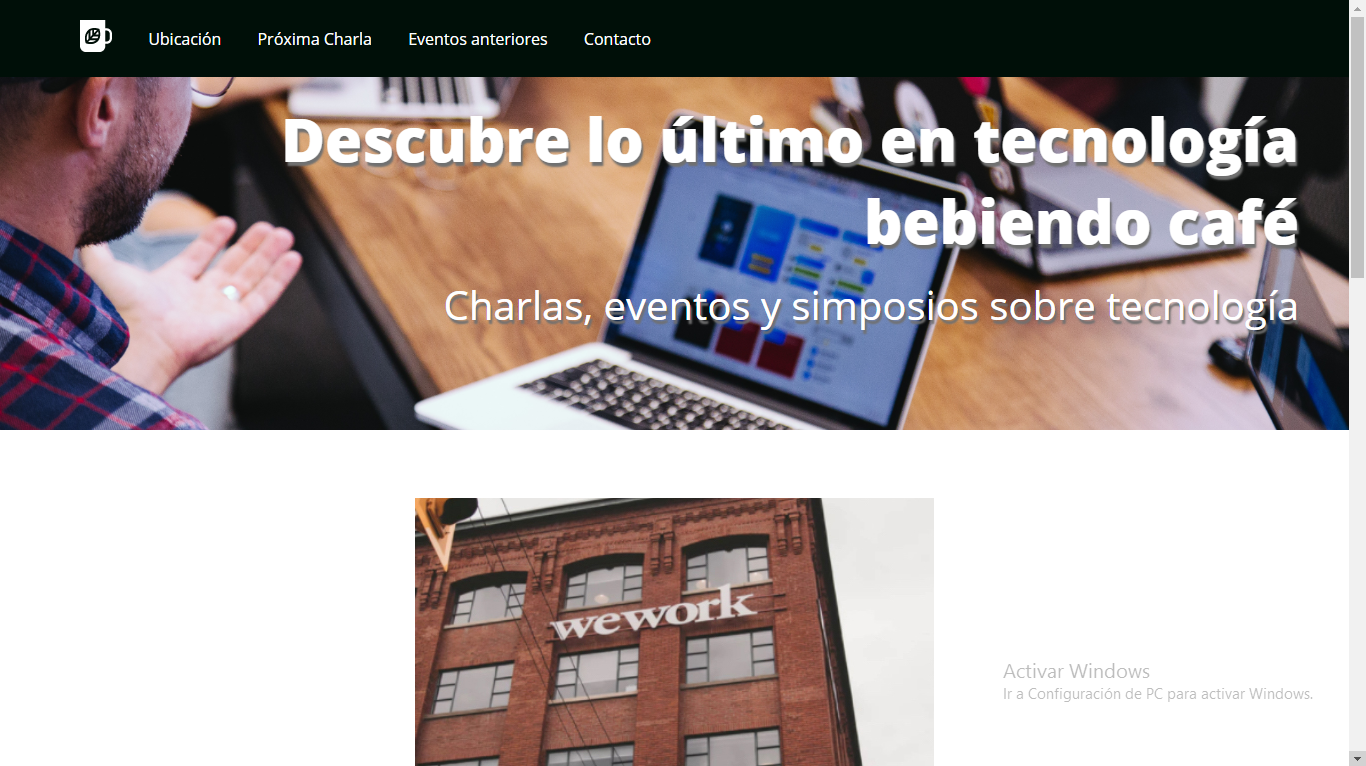 Ubicación
Próxima Charla
Eventos anteriores
Contacto
Descubre lo último en tecnología
bebiendo café
Charlas, eventos y simposios sobre tecnología
wework
Activar Windows
Ir a Configuración de PC para activar Windows.